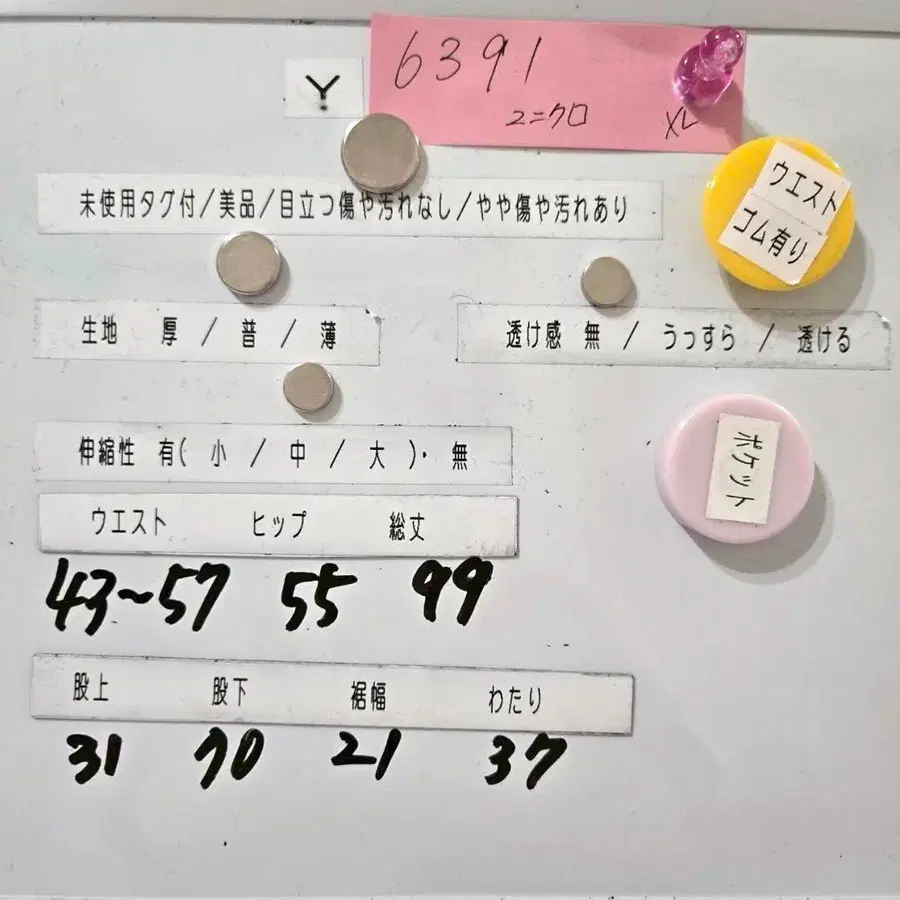 6391
Y
ユニクロ XL
未使用タグ付/美品/目立つ傷や汚れなし/やや傷や汚れあり
ウエスト
ゴム有り
生地 厚 / 普 / 薄
透け感 無 / うっすら / 透ける
伸縮性 有( 小 / 中 / 大 )・ 無
ポケット
ウエスト ヒップ 総丈
43~57 55 99
股上 股下 裾幅 わたり
31 70 21 37